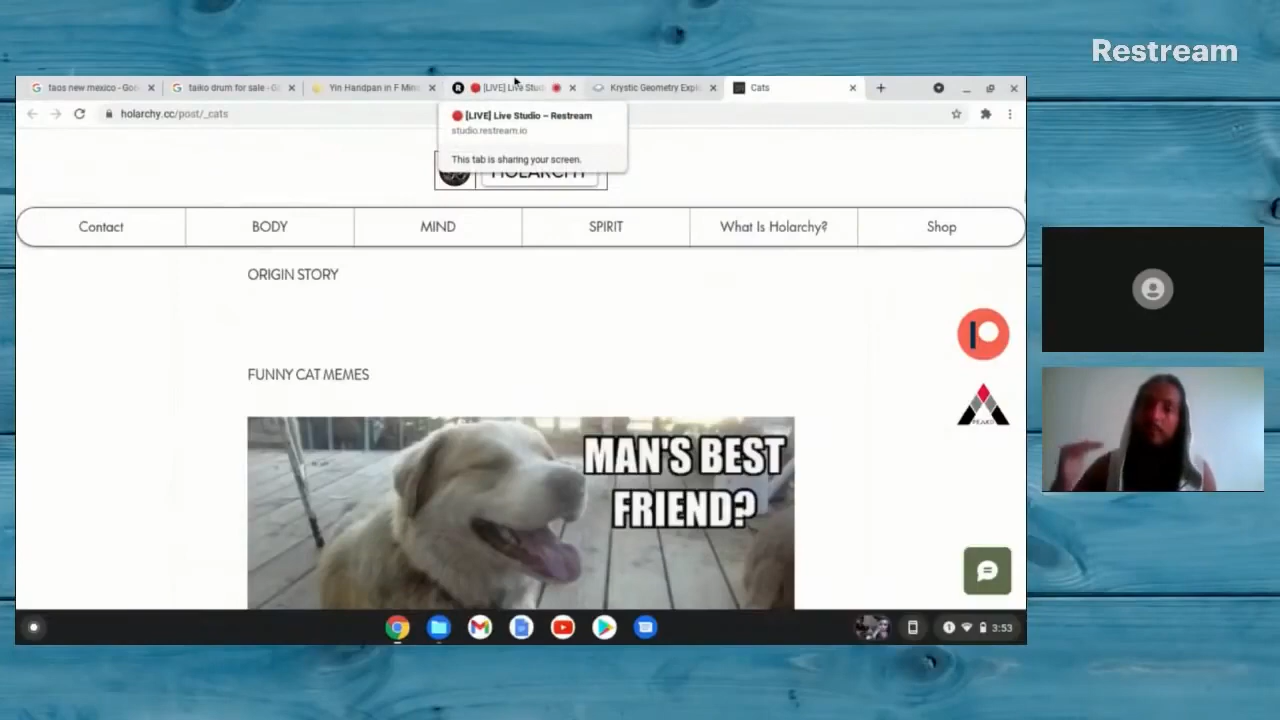 Restream
taos new mexico - Goo
taiko drum for sale - G
Yin Handpan in F Mino
[LIVE] Live Stud
Krystic Geometry Expl
Cats
holarchy.cc/post/_cats
[LIVE] Live Studio – Restream
studio.restream.io
This tab is sharing your screen.
HOLARCHY
Contact
BODY
MIND
SPIRIT
What Is Holarchy?
Shop
ORIGIN STORY
FUNNY CAT MEMES
MAN'S BEST
FRIEND?
3:53